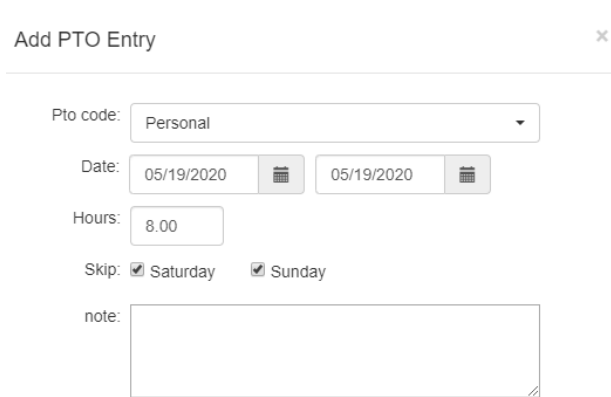 Add PTO Entry ×
Pto code: Personal
Date: 05/19/2020 05/19/2020
Hours: 8.00
Skip: Saturday Sunday
note: